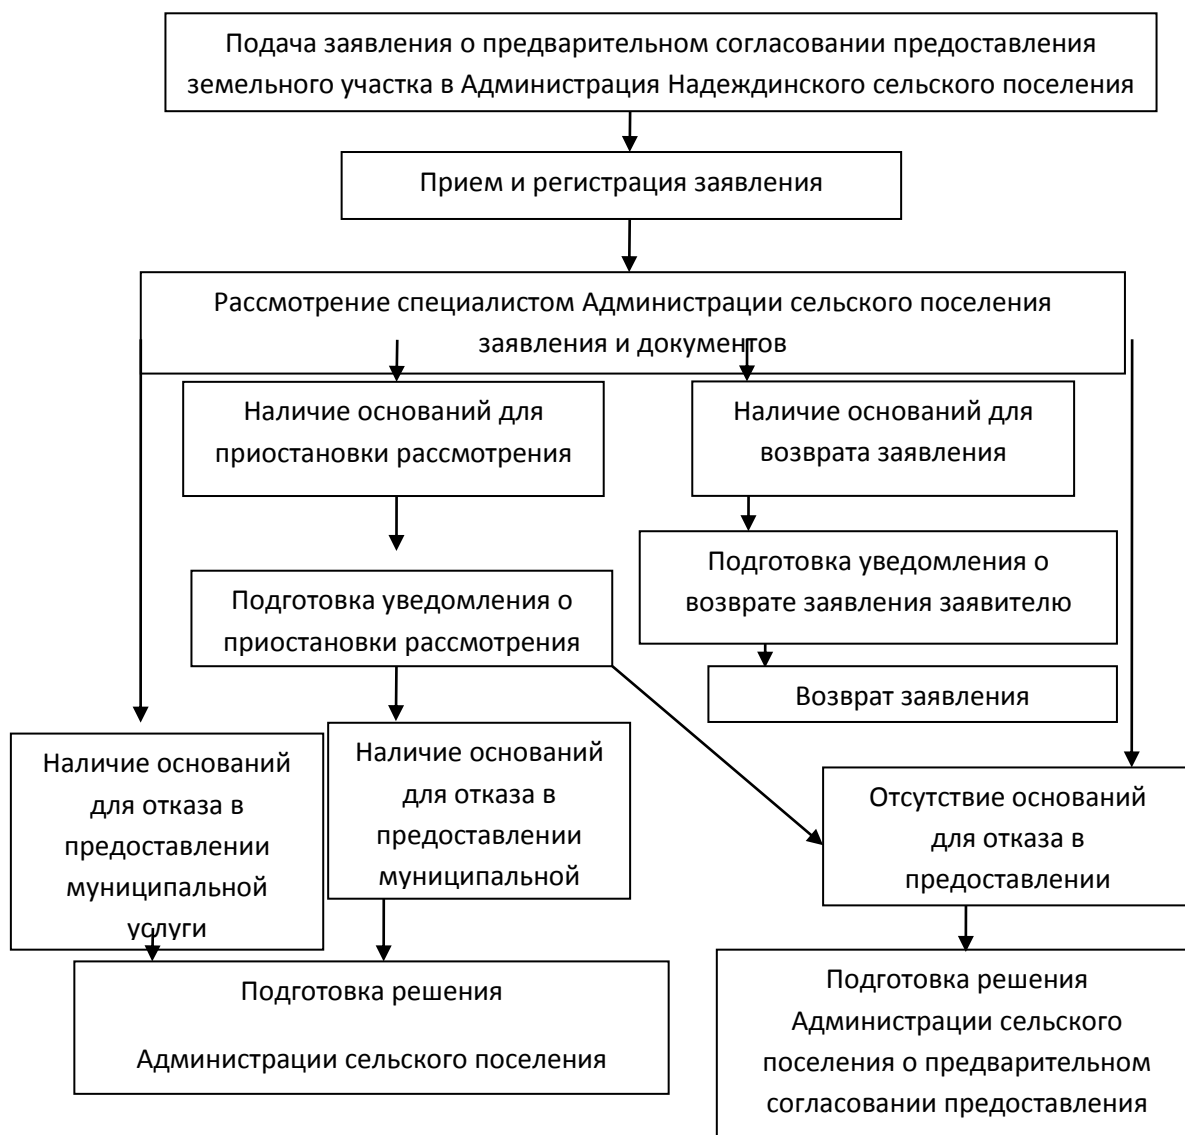 Подача заявления о предварительном согласовании предоставления
земельного участка в Администрация Надеждинского сельского поселения
Прием и регистрация заявления
Рассмотрение специалистом Администрации сельского поселения
заявления и документов
Наличие оснований для
приостановки рассмотрения
Наличие оснований для
возврата заявления
Подготовка уведомления о
возврате заявления заявителю
Подготовка уведомления о
приостановки рассмотрения
Возврат заявления
Наличие оснований
для отказа в
предоставлении
муниципальной
услуги
Наличие оснований
для отказа в
предоставлении
муниципальной
Отсутствие оснований
для отказа в
предоставлении
Подготовка решения
Администрации сельского поселения
Подготовка решения
Администрации сельского
поселения о предварительном
согласовании предоставления